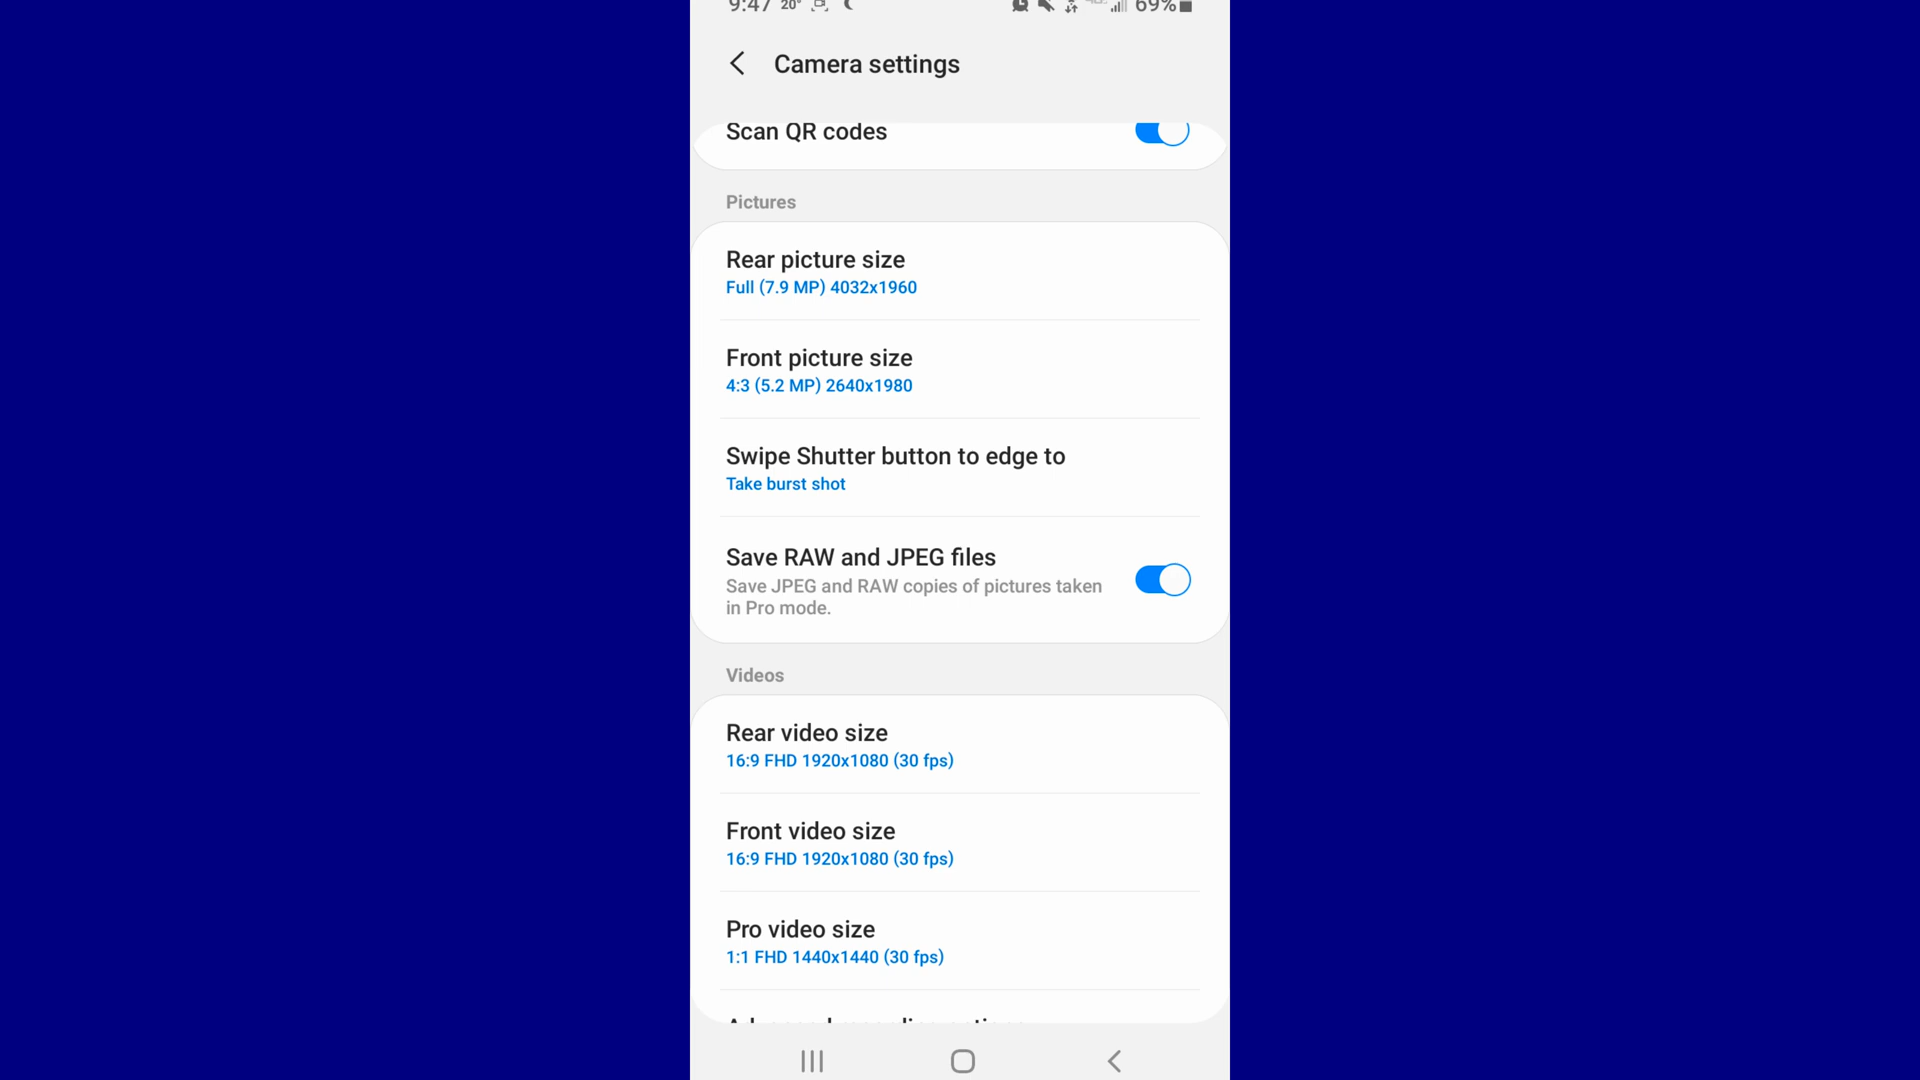 9:47 20° 69%
Camera settings
Scan QR codes
Pictures
Rear picture size
Full (7.9 MP) 4032x1960
Front picture size
4:3 (5.2 MP) 2640x1980
Swipe Shutter button to edge to
Take burst shot
Save RAW and JPEG files
Save JPEG and RAW copies of pictures taken
in Pro mode.
Videos
Rear video size
16:9 FHD 1920x1080 (30 fps)
Front video size
16:9 FHD 1920x1080 (30 fps)
Pro video size
1:1 FHD 1440x1440 (30 fps)